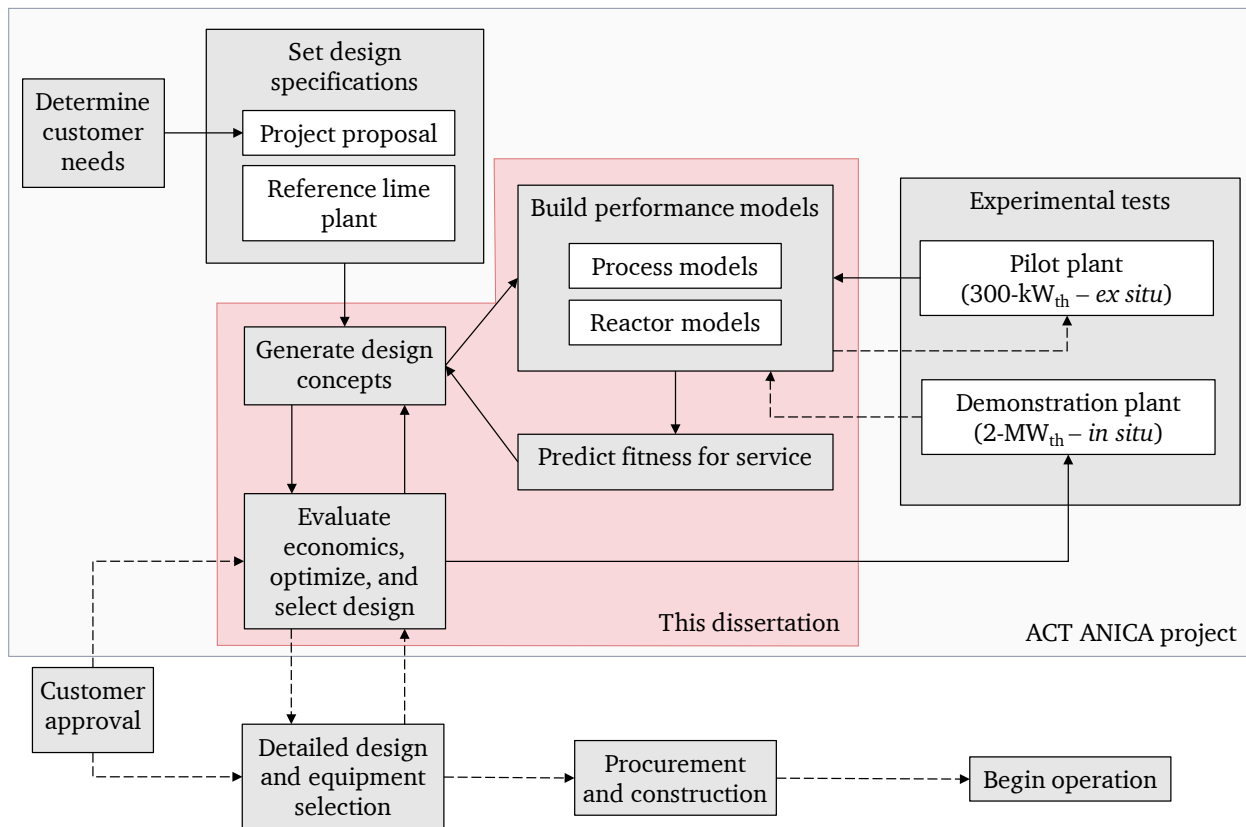 Set design
specifications
Determine
customer
needs
Project proposal
Reference lime
plant
Build performance models
Process models
Reactor models
Experimental tests
Pilot plant
(300-kWth – ex situ)
Demonstration plant
(2-MWth – in situ)
Generate design
concepts
Predict fitness for service
Evaluate
economics,
optimize, and
select design
This dissertation
ACT ANICA project
Customer
approval
Detailed design
and equipment
selection
Procurement
and construction
Begin operation